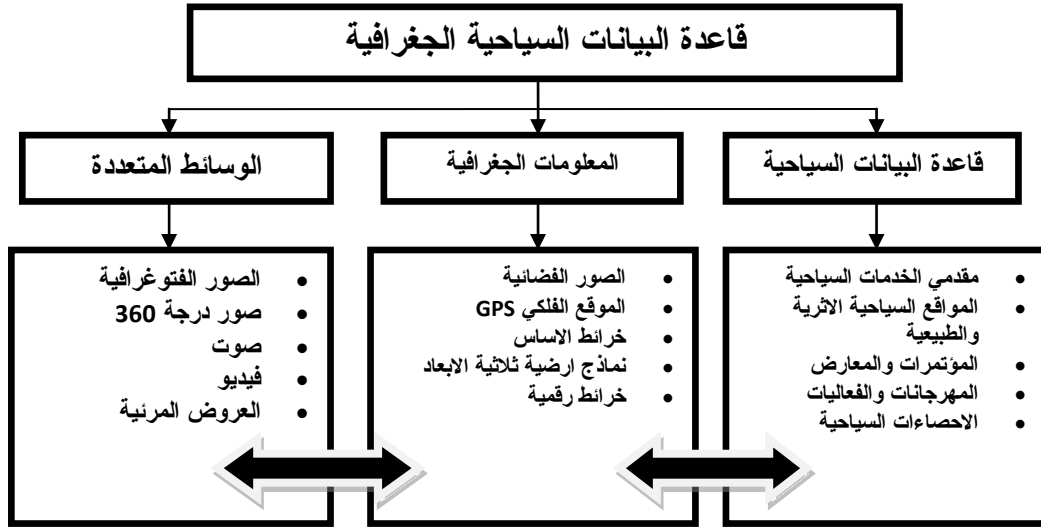 قاعدة البيانات السياحية الجغرافية
قاعدة البيانات السياحية
المعلومات الجغرافية
الوسائط المتعددة
• مقدمي الخدمات السياحية
• المواقع السياحية الاثرية
والطبيعية
• المؤتمرات والمعارض
• المهرجانات والفعاليات
• الاحصاءات السياحية
• الصور الفضائية
• الموقع الفلكي GPS
• خرائط الاساس
• نماذج ارضية ثلاثية الابعاد
• خرائط رقمية
• الصور الفتوغرافية
• صور درجة 360
• صوت
• فيديو
• العروض المرئية